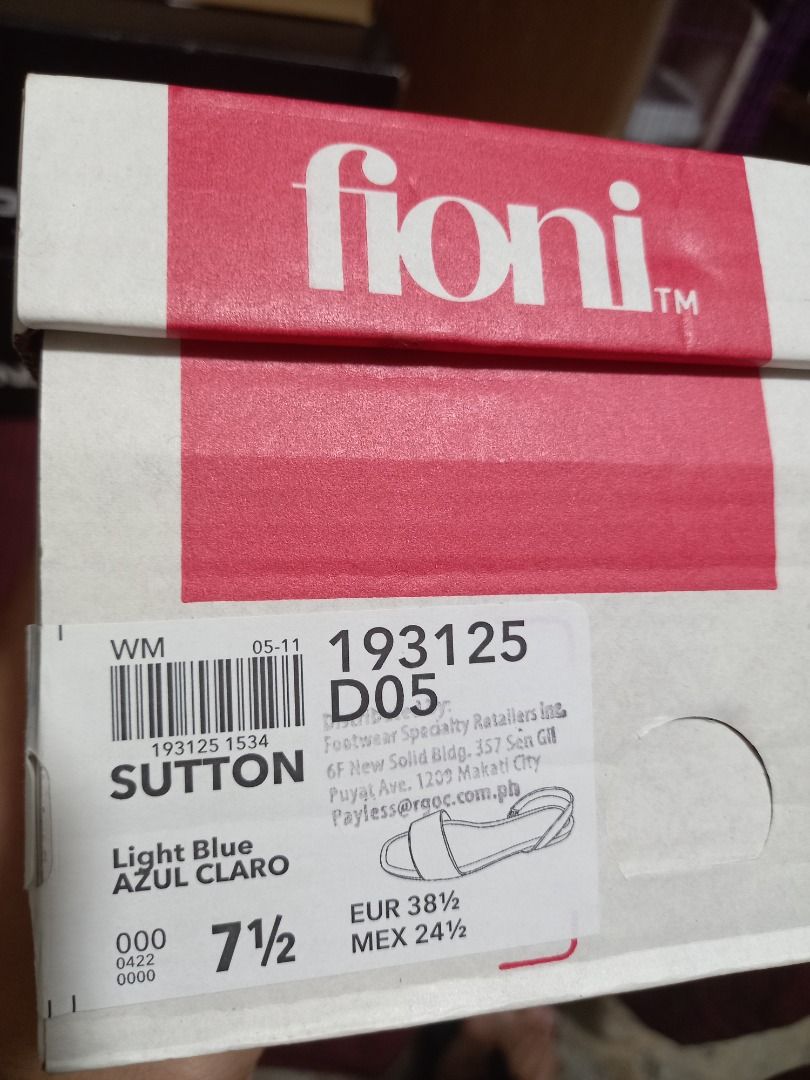 fioni TM
WM 05-11
193125 1534
193125
D05
SUTTON
Footwear Specialty Retailers Inc.
6F New Solid Bldg. 357 Sen Gil
Puyat Ave. 1209 Makati City
Payless@rgoc.com.ph
Light Blue
AZUL CLARO
000
0422
0000
7½
EUR 38½
MEX 24½